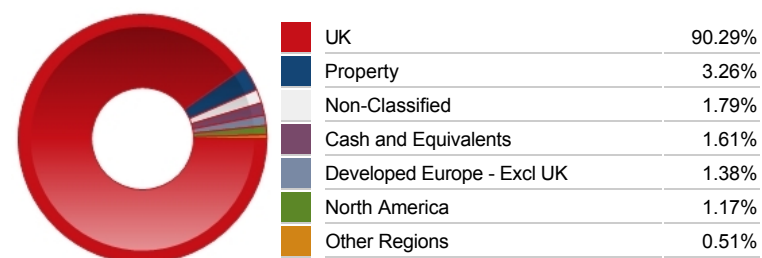 UK 90.29%
Property 3.26%
Non-Classified 1.79%
Cash and Equivalents 1.61%
Developed Europe - Excl UK 1.38%
North America 1.17%
Other Regions 0.51%